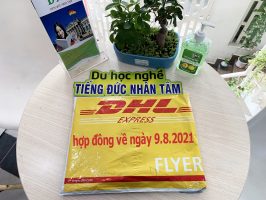 Du học nghề
TIẾNG ĐỨC NHÂN TÂM
DHL
EXPRESS
hợp đồng về ngày 9.8.2021
FLYER